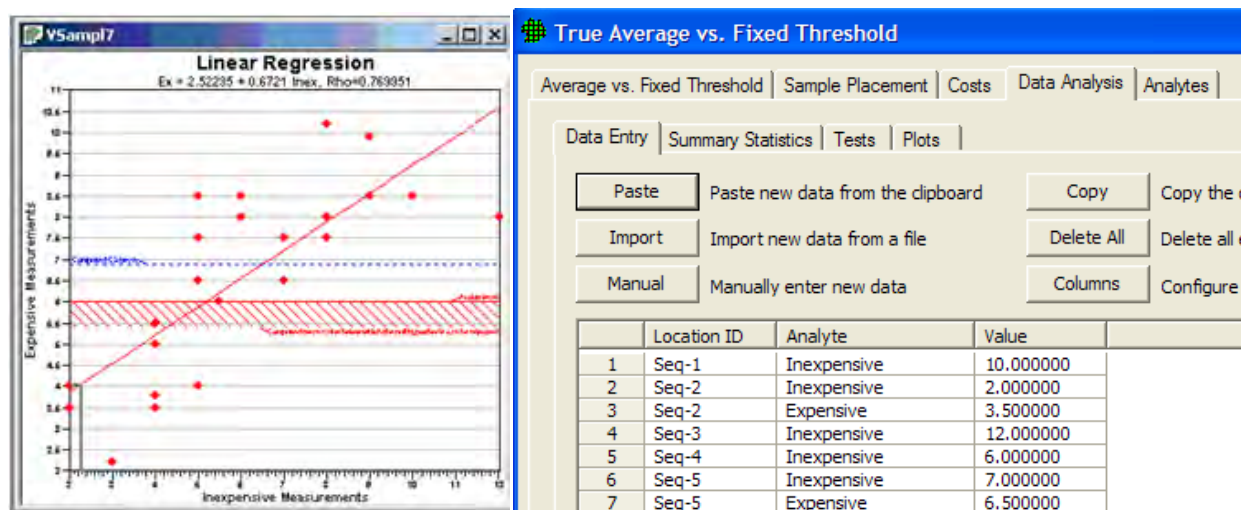 VSampl7
Linear Regression
Ex = 2.52235 + 0.6721 Inex, Rho=0.769951
Expensive Measurements
Inexpensive Measurements
True Average vs. Fixed Threshold
Average vs. Fixed Threshold Sample Placement Costs Data Analysis Analytes
Data Entry Summary Statistics Tests Plots
Paste Paste new data from the clipboard Copy Copy the
Import Import new data from a file Delete All Delete all
Manual Manually enter new data Columns Configure
Location ID Analyte Value
1 Seq-1 Inexpensive 10.000000
2 Seq-2 Inexpensive 2.000000
3 Seq-2 Expensive 3.500000
4 Seq-3 Inexpensive 12.000000
5 Seq-4 Inexpensive 6.000000
6 Seq-5 Inexpensive 7.000000
7 Seq-5 Expensive 6.500000